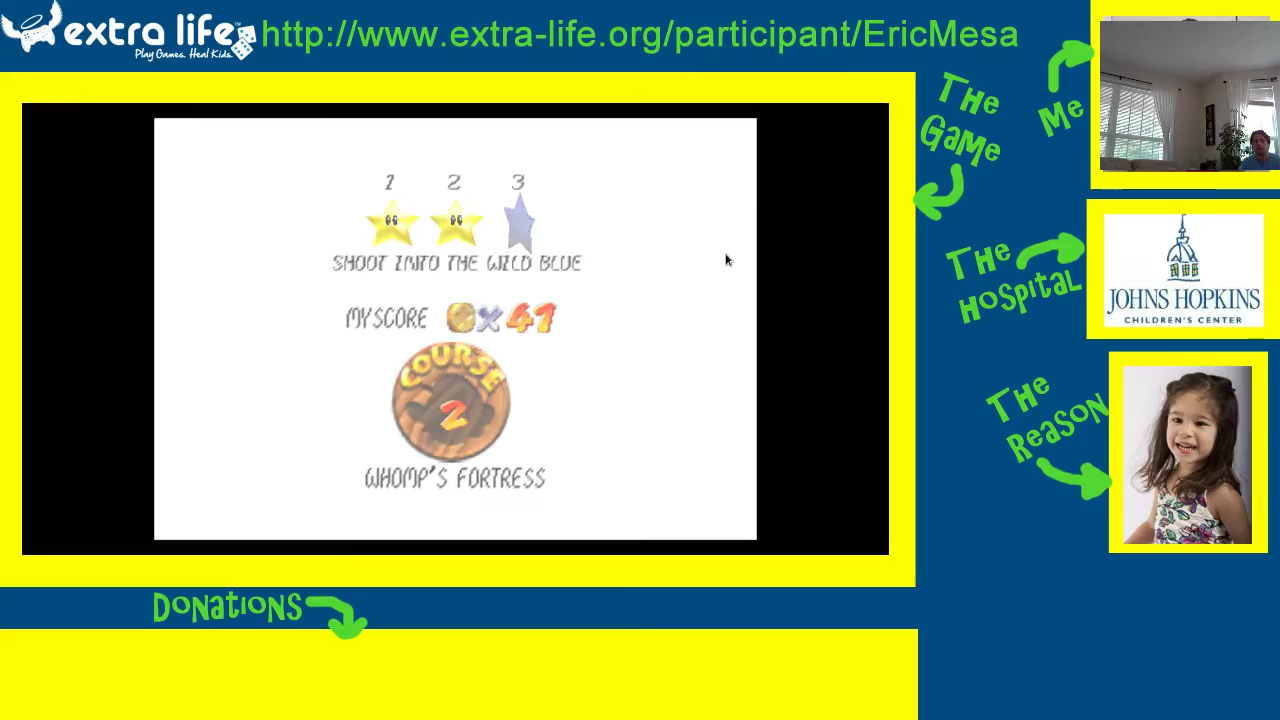 extra life
Play Games. Heal Kids.
http://www.extra-life.org/participant/EricMesa
The
Game
Me
1 2 3
SHOOT INTO THE WILD BLUE
MY SCORE x 41
COURSE
2
WHOMP'S FORTRESS
The
Hospital
JOHNS HOPKINS
CHILDREN'S CENTER
The
Reason
Donations